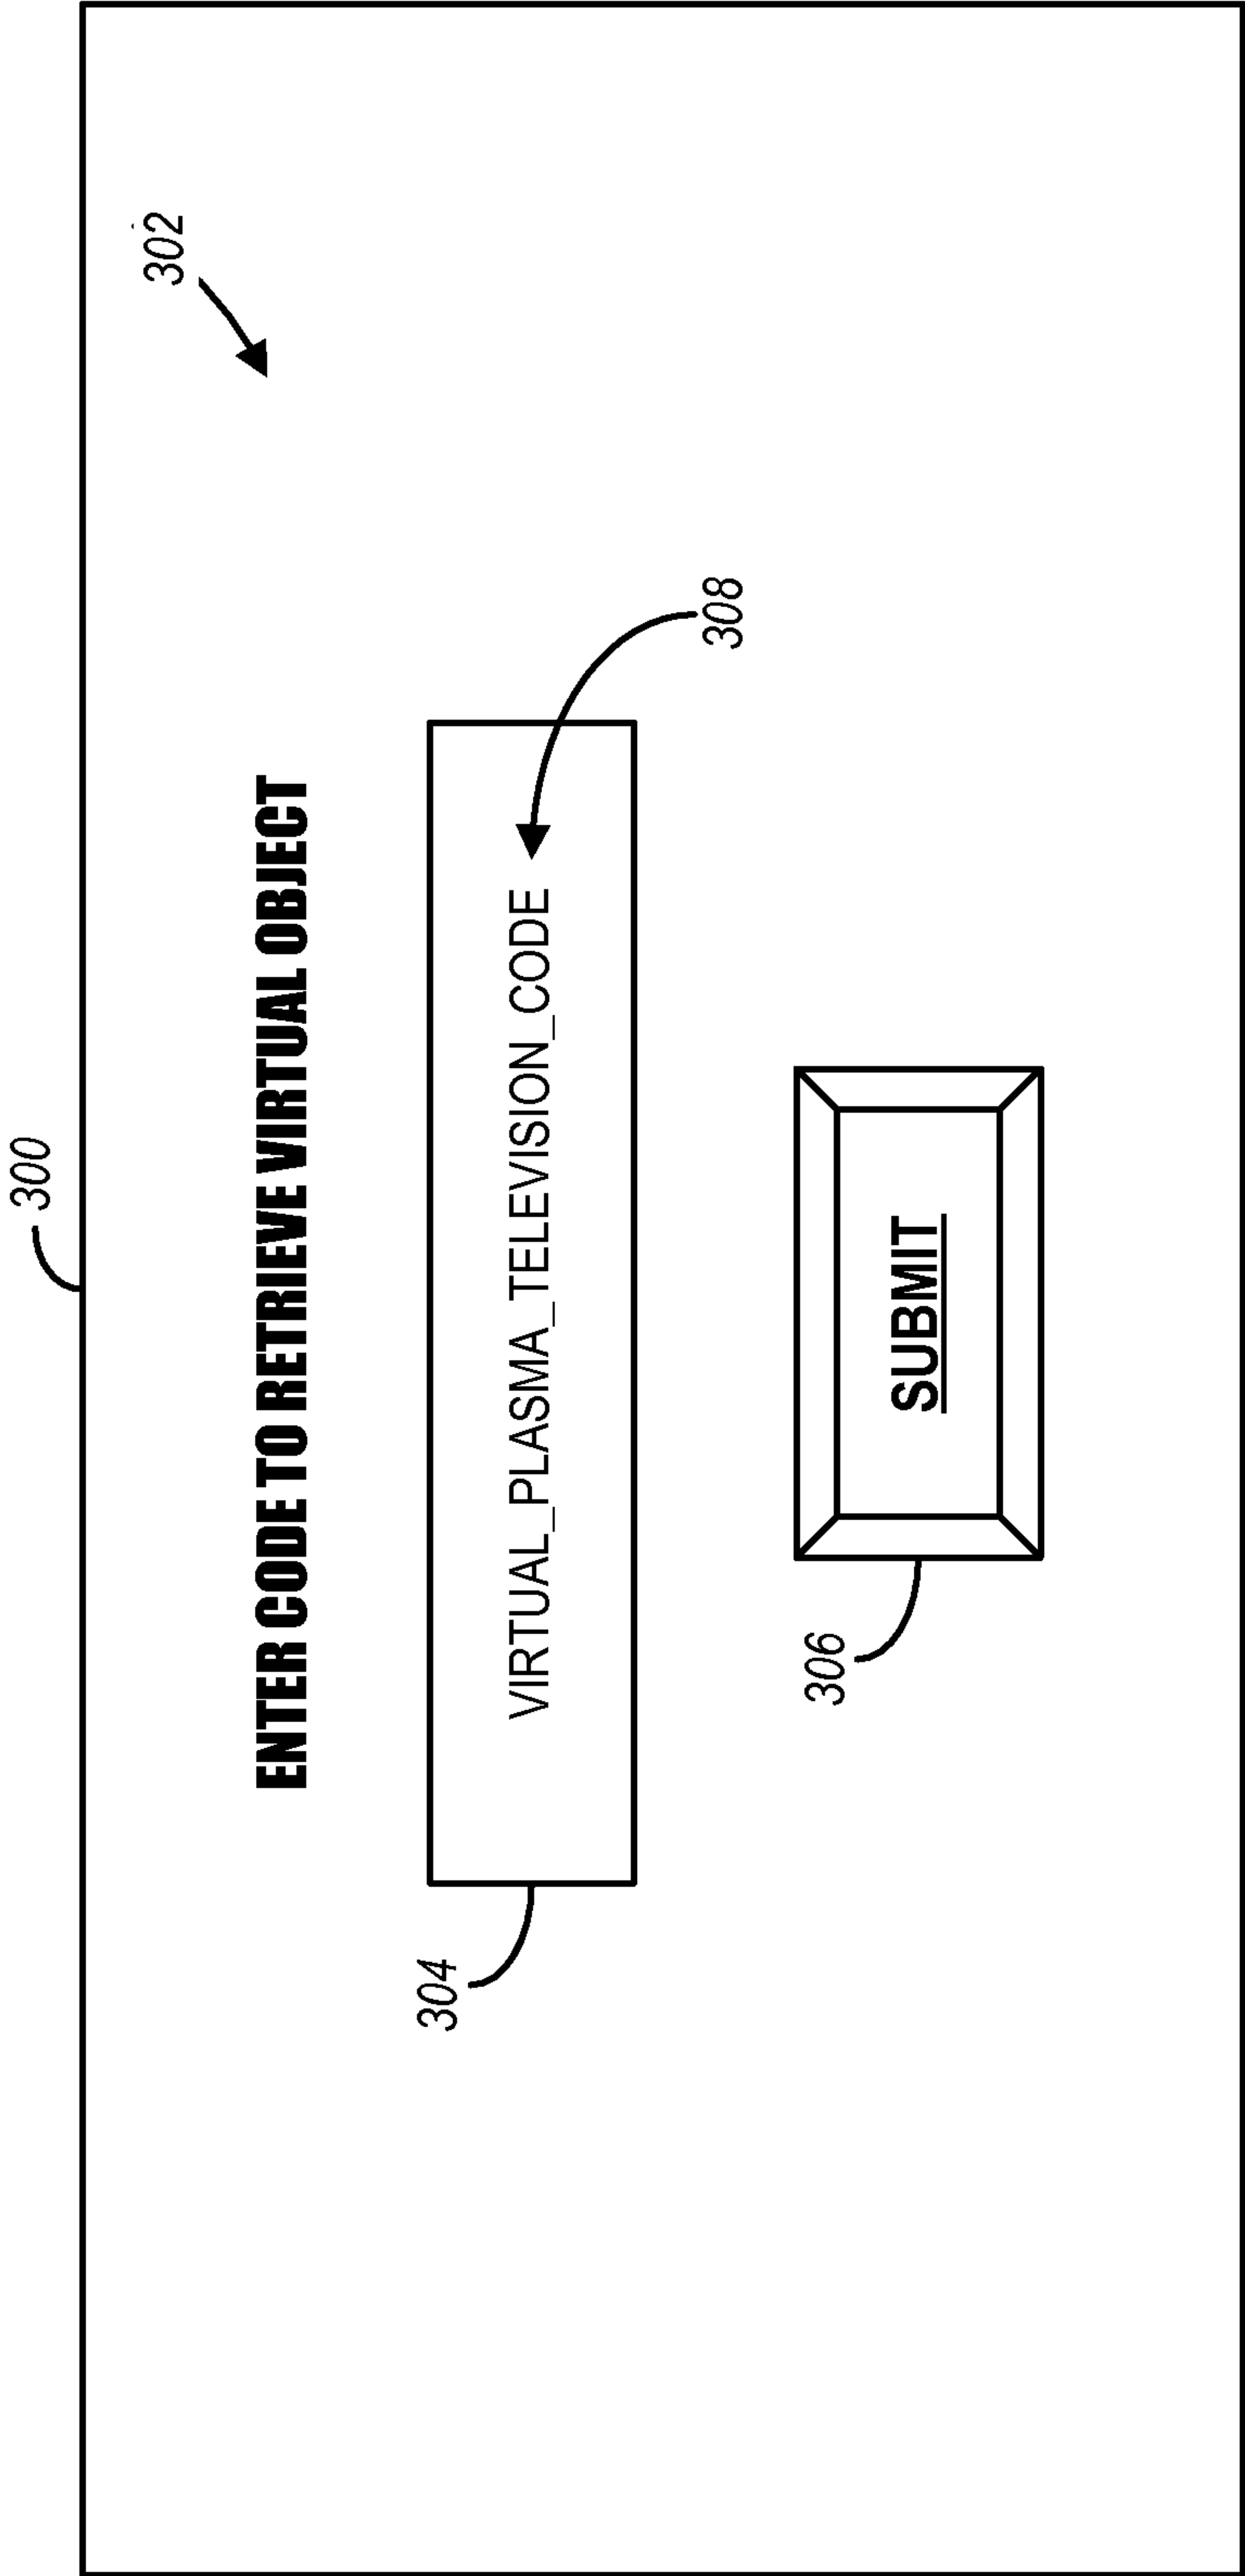 300
302
ENTER CODE TO RETRIEVE VIRTUAL OBJECT
304
VIRTUAL_PLASMA_TELEVISION_CODE
308
306
SUBMIT